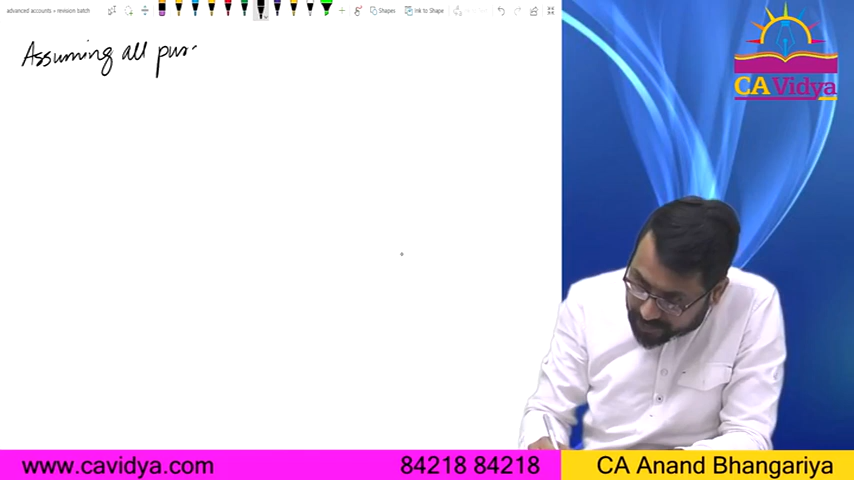 advanced accounts + revision batch
Shapes
Ink to Shape
Assuming all pur
CA Vidya
www.cavidya.com
84218 84218
CA Anand Bhangariya